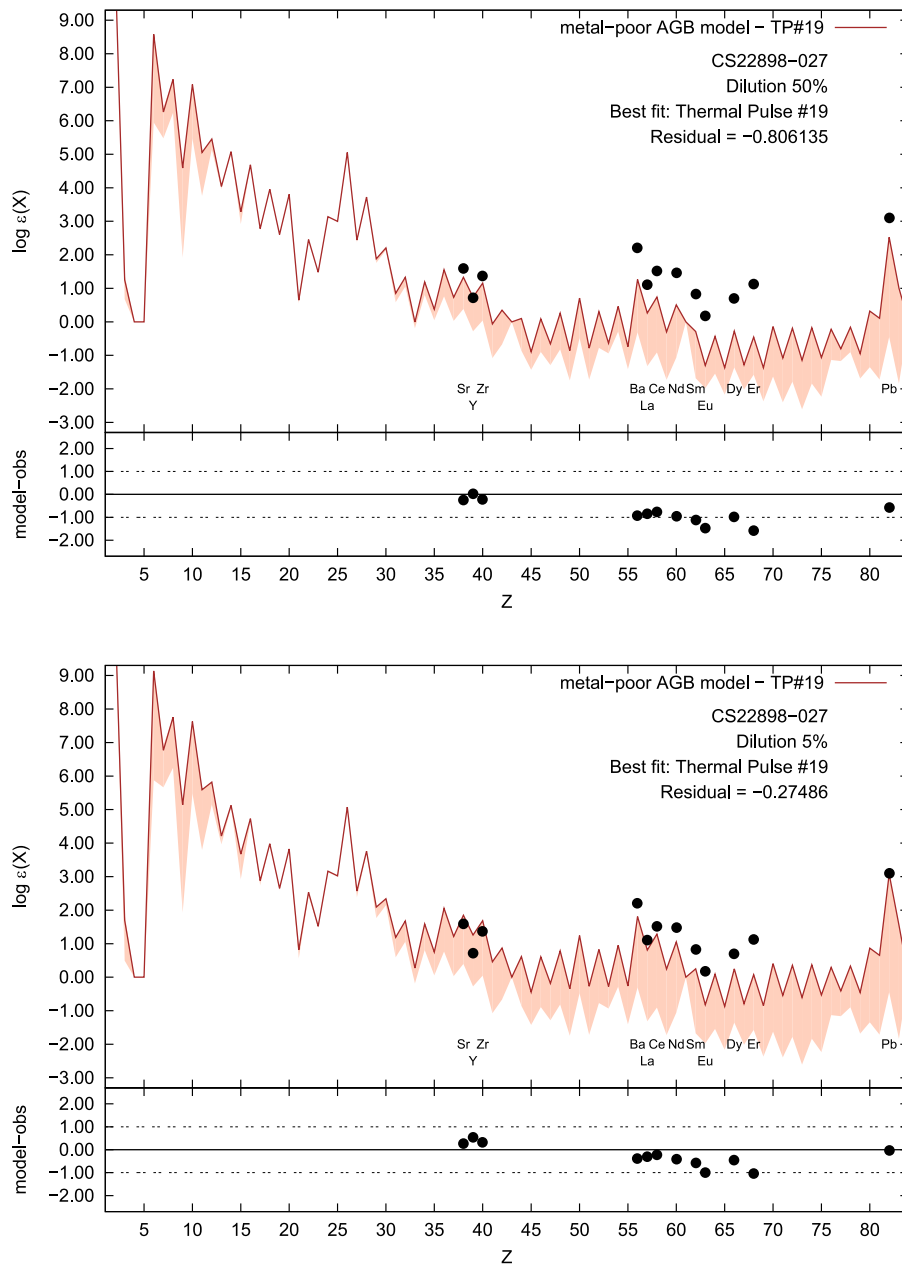 metal−poor AGB model − TP#19
CS22898−027
Dilution 50%
Best fit: Thermal Pulse #19
Residual = −0.806135
9.00
8.00
7.00
6.00
5.00
4.00
3.00
2.00
1.00
0.00
−1.00
−2.00
−3.00
log ε(X)
Sr Zr Ba Ce Nd Sm Dy Er Pb
Y La Eu
2.00
1.00
0.00
−1.00
−2.00
model−obs
5 10 15 20 25 30 35 40 45 50 55 60 65 70 75 80
Z
metal−poor AGB model − TP#19
CS22898−027
Dilution 5%
Best fit: Thermal Pulse #19
Residual = −0.27486
9.00
8.00
7.00
6.00
5.00
4.00
3.00
2.00
1.00
0.00
−1.00
−2.00
−3.00
log ε(X)
Sr Zr Ba Ce Nd Sm Dy Er Pb
Y La Eu
2.00
1.00
0.00
−1.00
−2.00
model−obs
5 10 15 20 25 30 35 40 45 50 55 60 65 70 75 80
Z